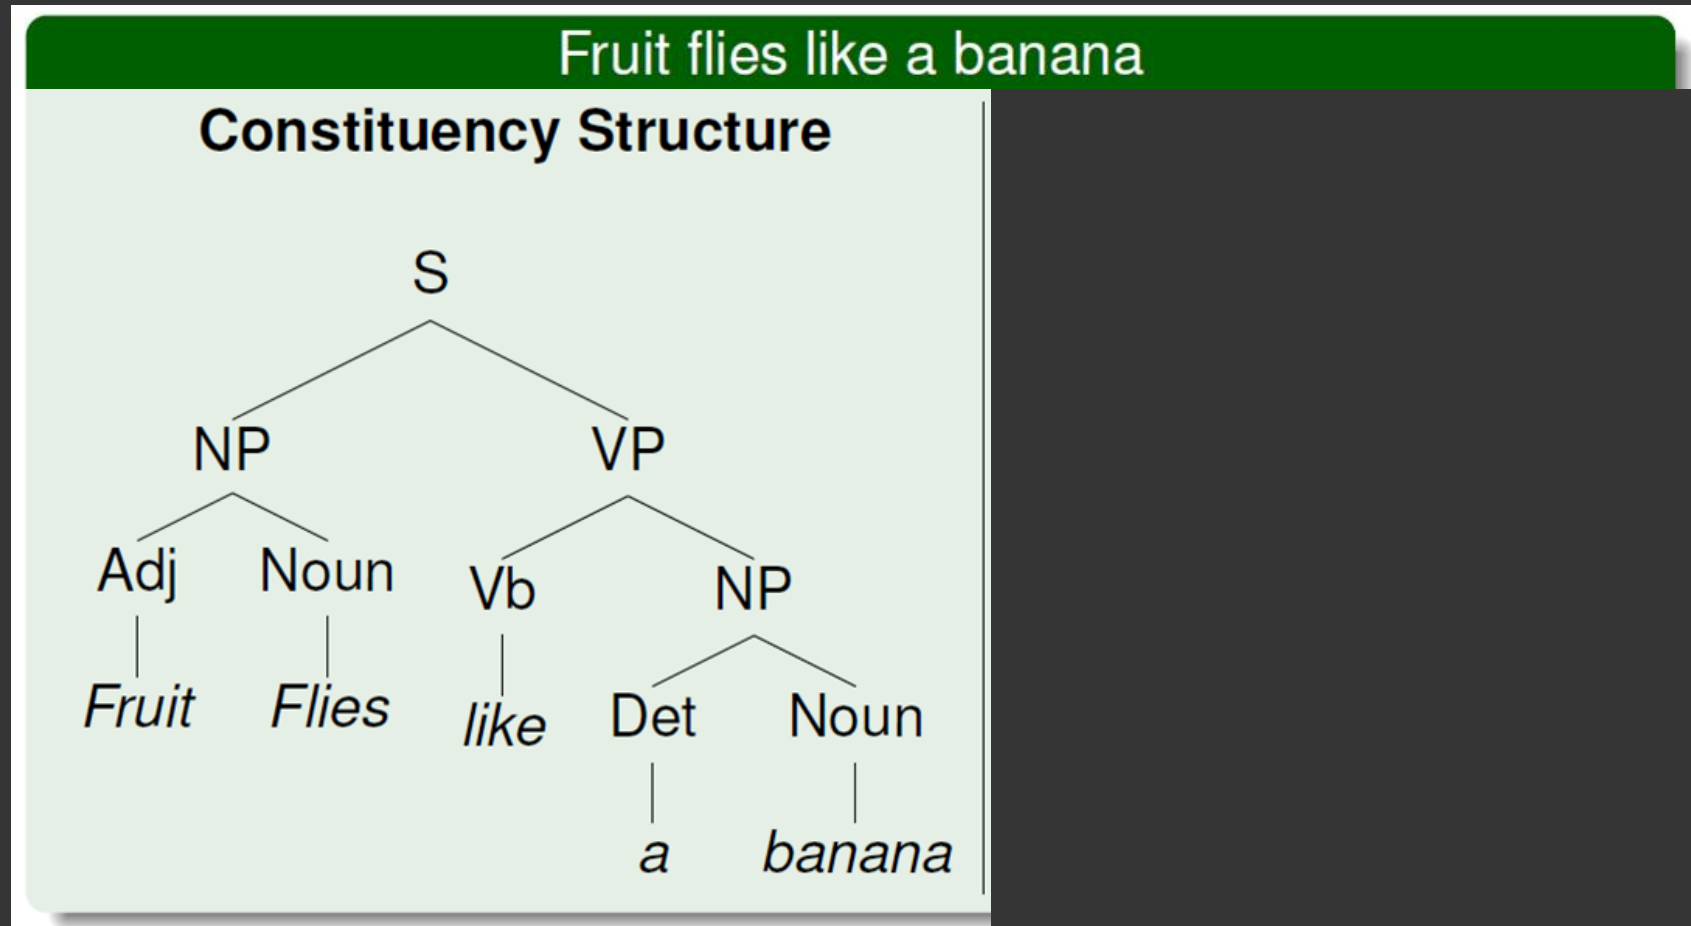 Fruit flies like a banana
Constituency Structure
S
NP VP
Adj Noun Vb NP
Fruit Flies like Det Noun
a banana